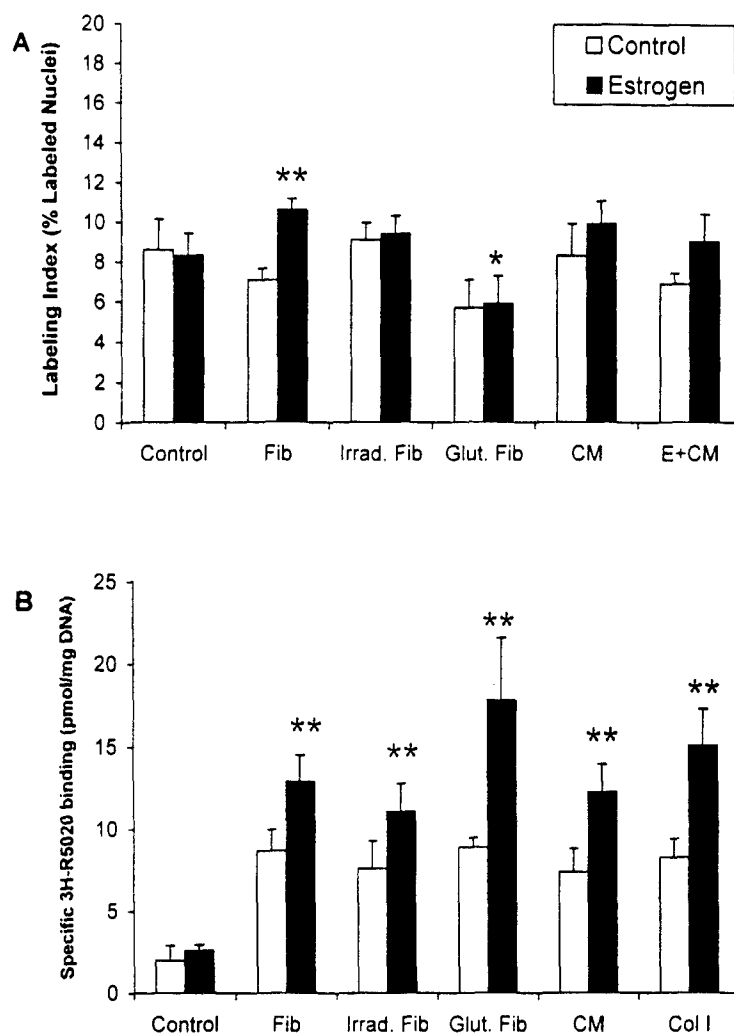 A
Labeling Index (% Labeled Nuclei)
20
18
16
14
12
10
8
6
4
2
0
Control
Estrogen
**
*
Control Fib Irrad. Fib Glut. Fib CM E+CM
B
Specific 3H-R5020 binding (pmol/mg DNA)
25
20
15
10
5
0
** ** ** ** **
Control Fib Irrad. Fib Glut. Fib CM Col I